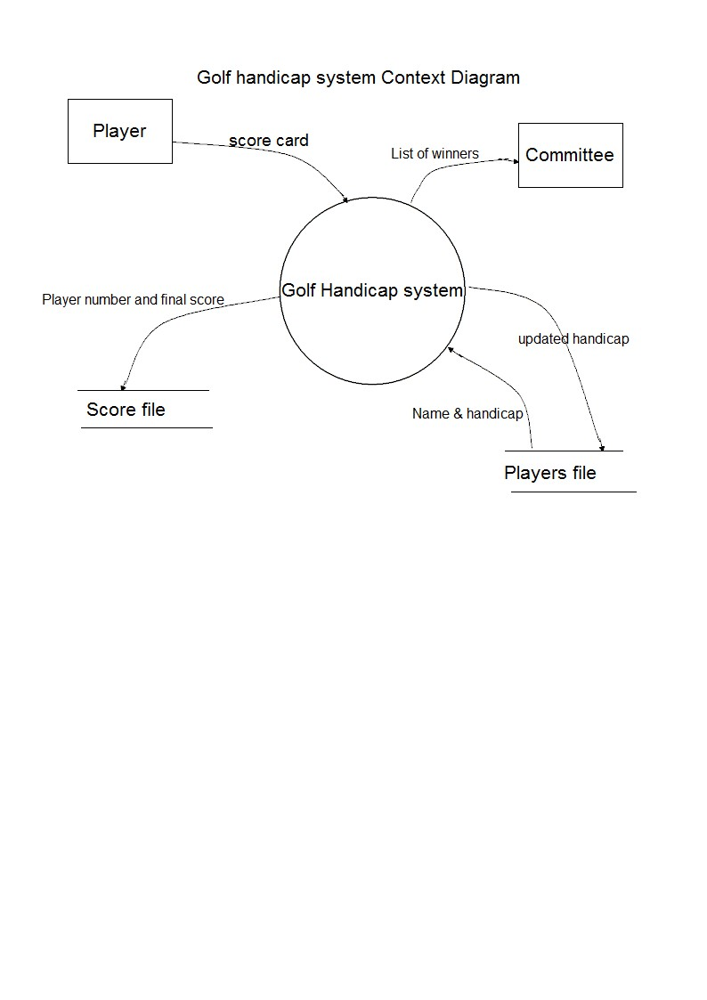 Golf handicap system Context Diagram
Player
score card
List of winners
Committee
Golf Handicap system
Player number and final score
updated handicap
Score file
Name & handicap
Players file